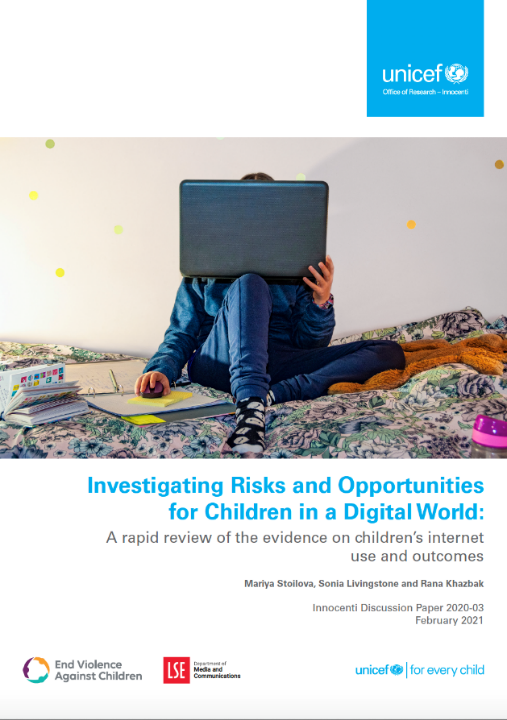 unicef
Office of Research – Innocenti
Investigating Risks and Opportunities
for Children in a Digital World:
A rapid review of the evidence on children's internet
use and outcomes
Mariya Stoilova, Sonia Livingstone and Rana Khazbak
Innocenti Discussion Paper 2020-03
February 2021
End Violence
Against Children
LSE
Department of
Media and
Communications
unicef
for every child